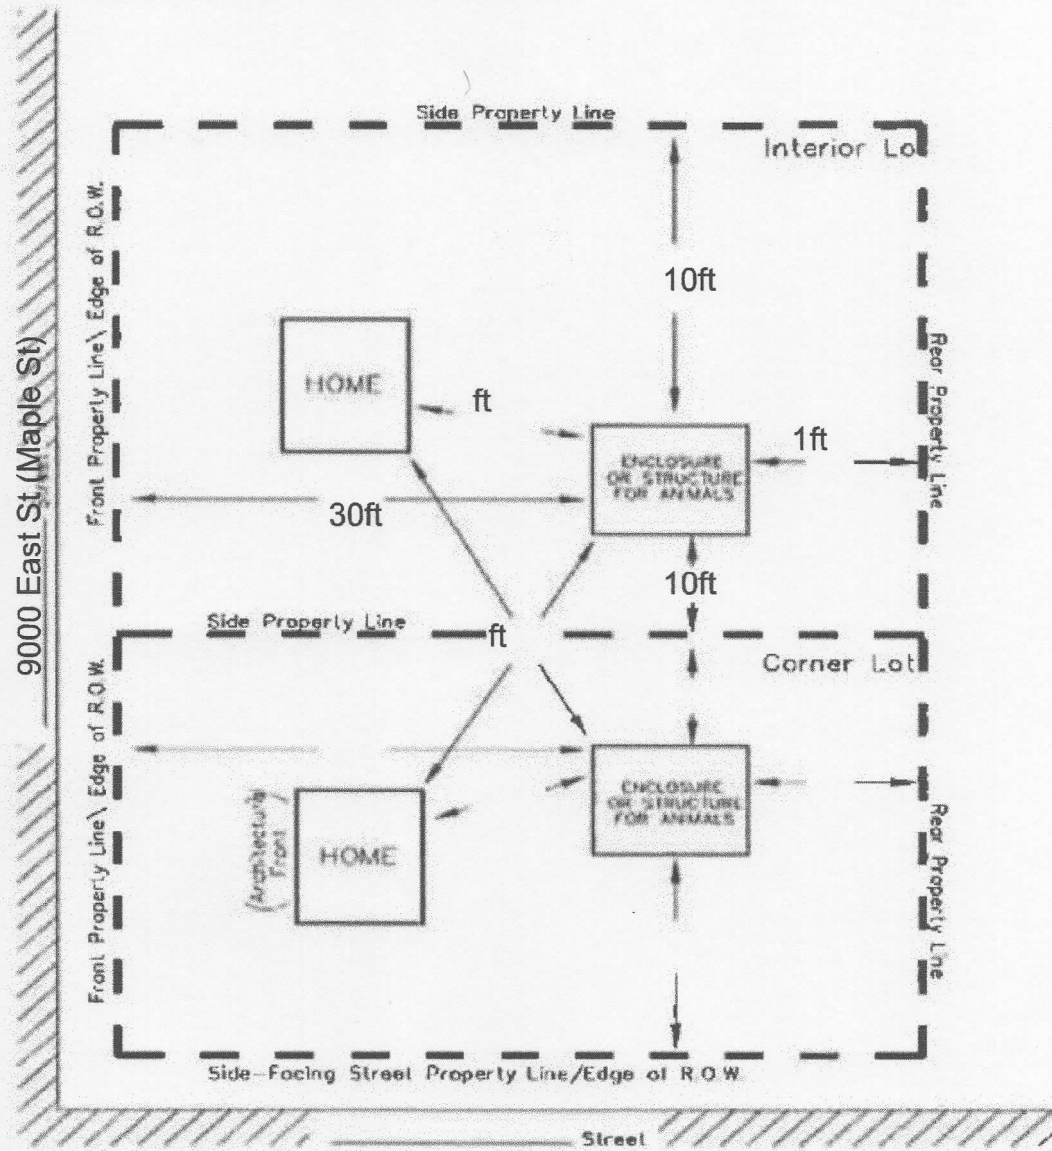 Side Property Line
Interior Lo
Front Property Line\ Edge of R.O.W.
10ft
9000 East St (Maple St)
HOME
ft
Rear Property Line
1ft
ENCLOSURE
OR STRUCTURE
FOR ANIMALS
30ft
10ft
Side Property Line
ft
Corner Lot
Front Property Line\ Edge of R.O.W.
ENCLOSURE
OR STRUCTURE
FOR ANIMALS
(Architectural
Front)
HOME
Rear Property Line
Side-Facing Street Property Line/Edge of R.O.W.
Street